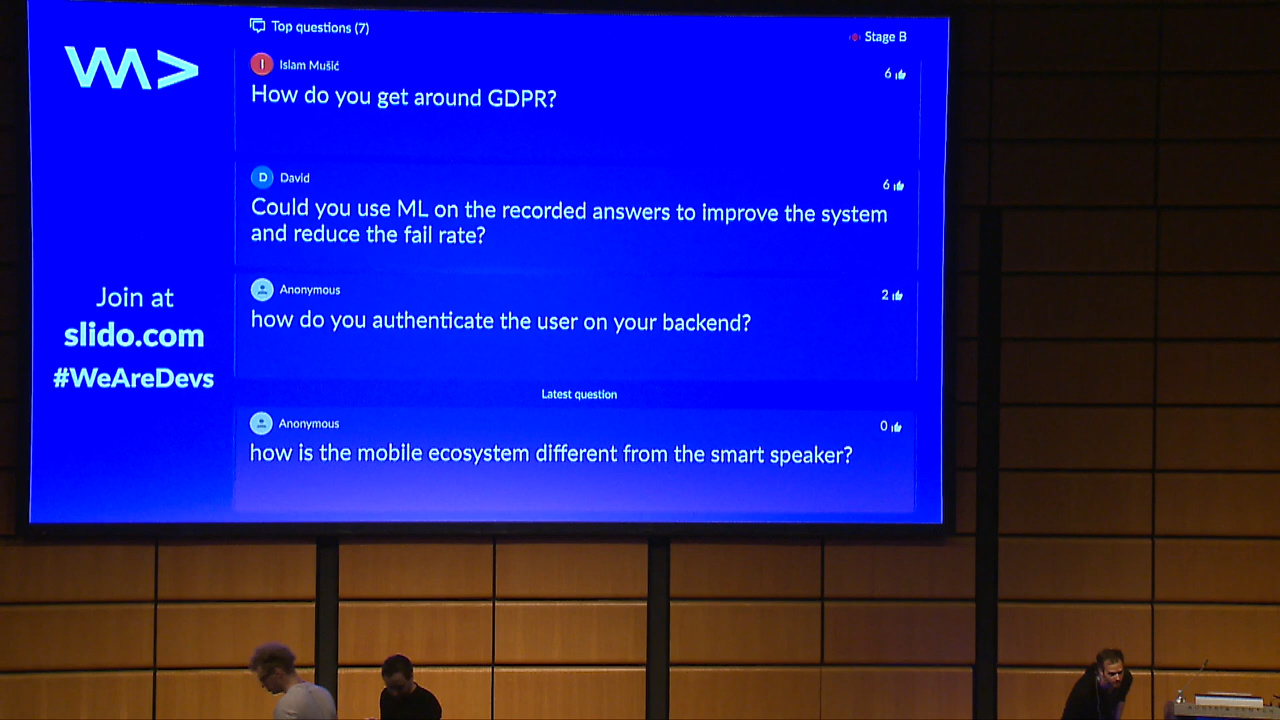 Top questions (7)
Stage B
I
Islam Mušić
6
How do you get around GDPR?
D
David
6
Could you use ML on the recorded answers to improve the system
and reduce the fail rate?
Anonymous
2
how do you authenticate the user on your backend?
Latest question
Anonymous
0
how is the mobile ecosystem different from the smart speaker?
Join at
slido.com
#WeAreDevs